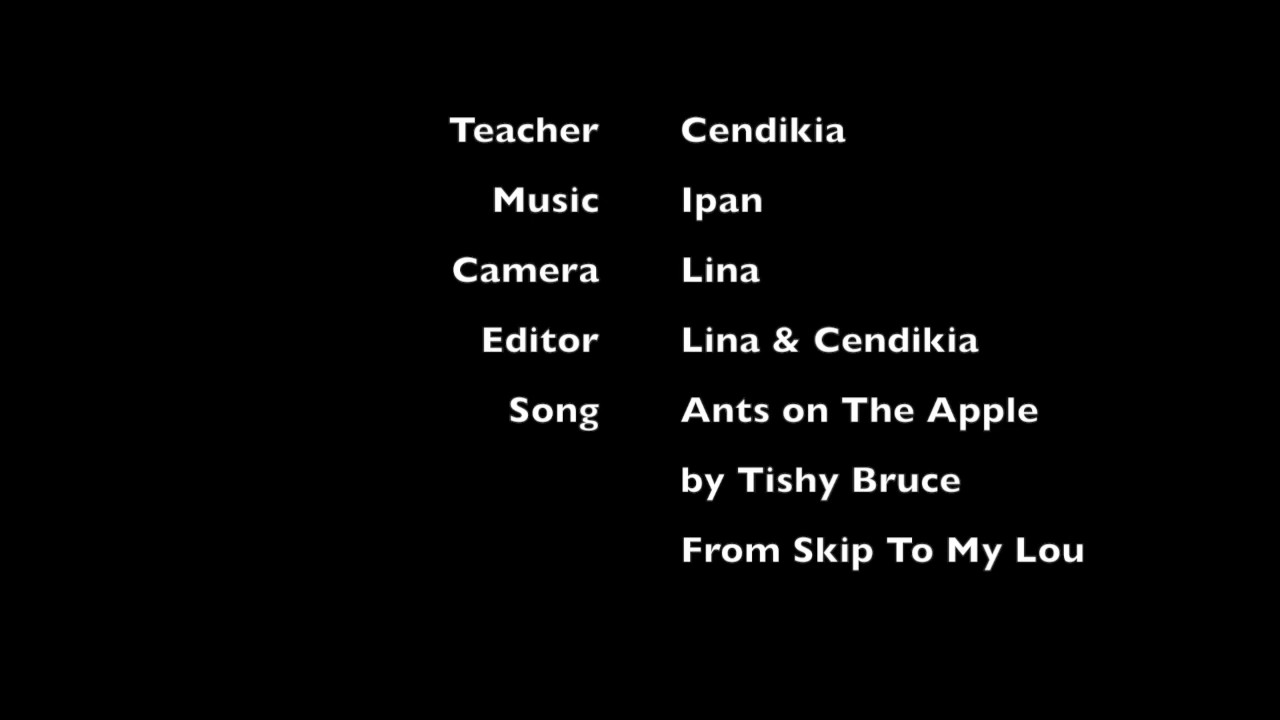 Teacher Cendikia
Music Ipan
Camera Lina
Editor Lina & Cendikia
Song Ants on The Apple
by Tishy Bruce
From Skip To My Lou